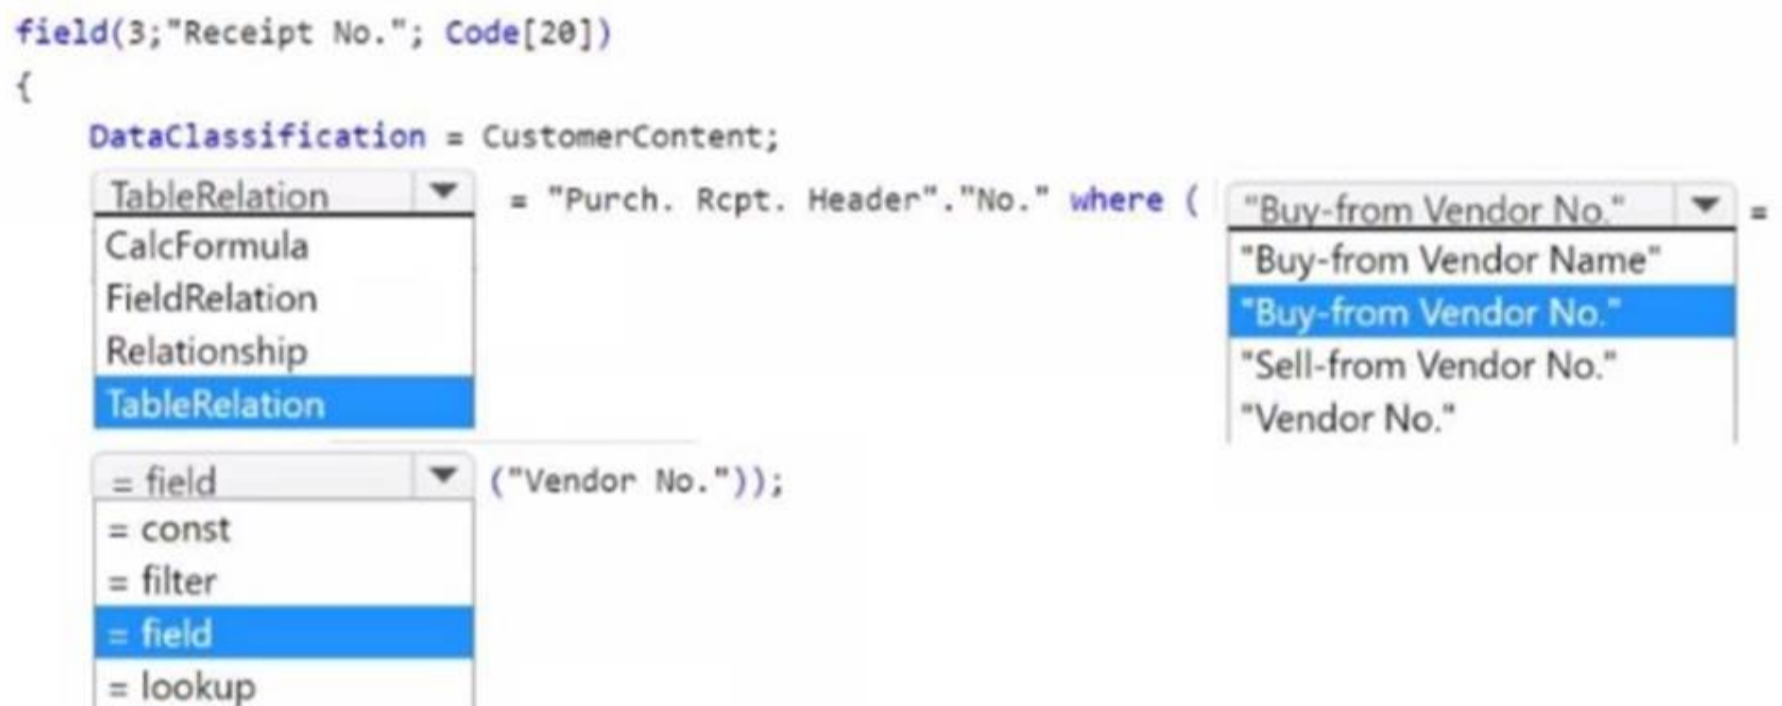 field(3;"Receipt No."; Code[20])
{
DataClassification = CustomerContent;
TableRelation = "Purch. Rcpt. Header"."No." where ( "Buy-from Vendor No." =
CalcFormula
FieldRelation
Relationship
TableRelation
"Buy-from Vendor Name"
"Buy-from Vendor No."
"Sell-from Vendor No."
"Vendor No."
= field ("Vendor No."));
= const
= filter
= field
= lookup